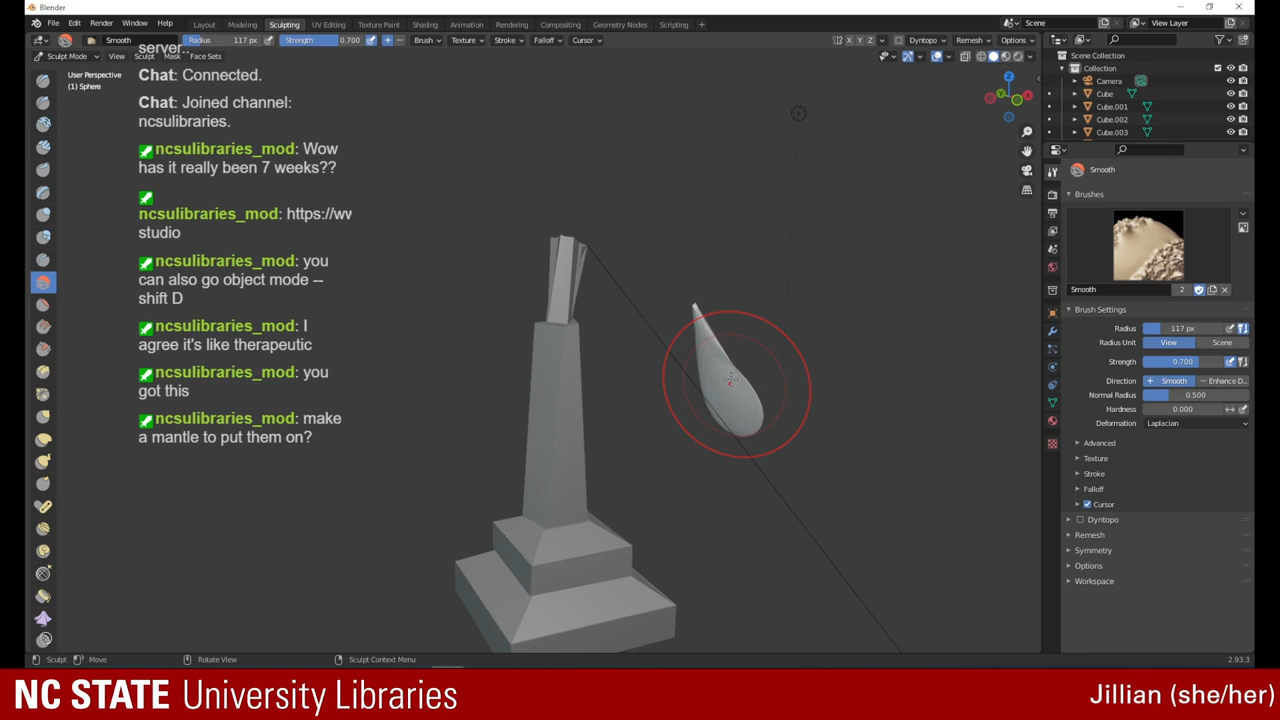 Blender
File Edit Render Window Help
Layout Modeling Sculpting UV Editing Texture Paint Shading Animation Rendering Compositing Geometry Nodes Scripting +
Scene
View Layer
Smooth Radius 117 px Strength 0.700 + − Brush Texture Stroke Falloff Cursor
X Y Z Dyntopo Remesh Options
Sculpt Mode View Sculpt Mask Face Sets
User Perspective
(1) Sphere
server..
Chat: Connected.
Chat: Joined channel:
ncsulibraries.
ncsulibraries_mod: Wow
has it really been 7 weeks??
ncsulibraries_mod: https://ww
studio
ncsulibraries_mod: you
can also go object mode --
shift D
ncsulibraries_mod: I
agree it's like therapeutic
ncsulibraries_mod: you
got this
ncsulibraries_mod: make
a mantle to put them on?
Z
Y
X
Scene Collection
Collection
Camera
Cube
Cube.001
Cube.002
Cube.003
Smooth
Brushes
Smooth 2
Brush Settings
Radius 117 px
Radius Unit View Scene
Strength 0.700
Direction + Smooth − Enhance D...
Normal Radius 0.500
Hardness 0.000
Deformation Laplacian
Advanced
Texture
Stroke
Falloff
Cursor
Dyntopo
Remesh
Symmetry
Options
Workspace
Sculpt Move Rotate View Sculpt Context Menu 2.93.3
NC STATE University Libraries
Jillian (she/her)